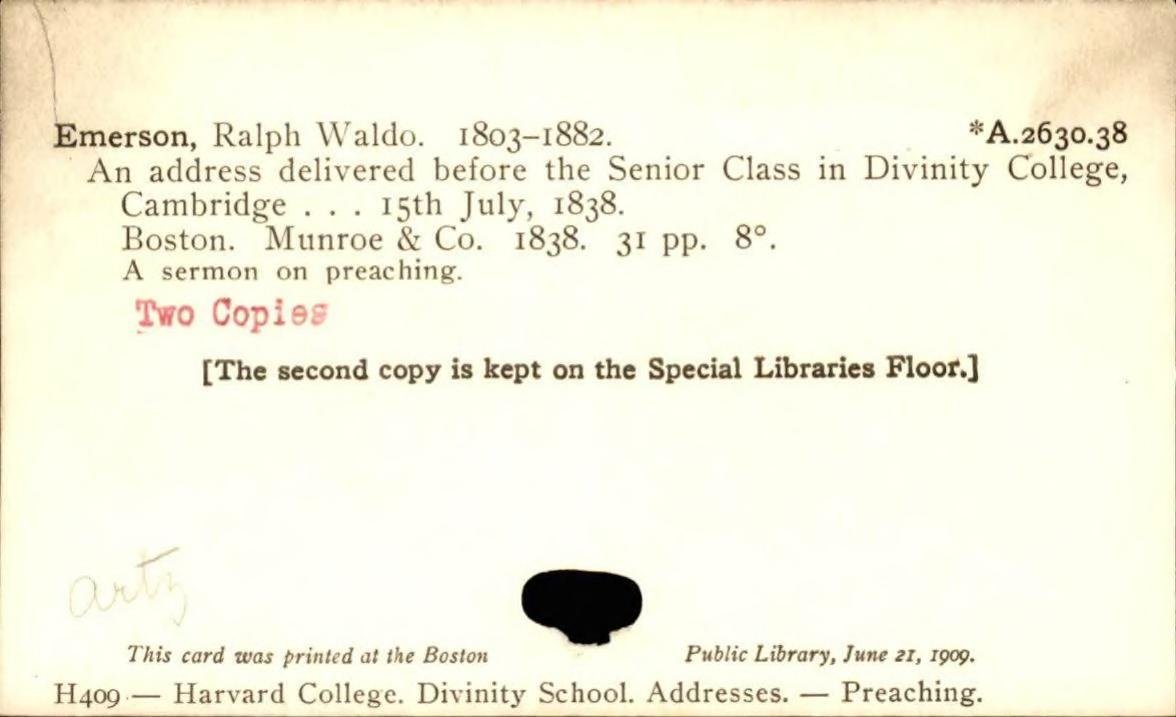 Emerson, Ralph Waldo. 1803–1882. *A.2630.38
An address delivered before the Senior Class in Divinity College,
Cambridge . . . 15th July, 1838.
Boston. Munroe & Co. 1838. 31 pp. 8°.
A sermon on preaching.
Two Copies
[The second copy is kept on the Special Libraries Floor.]
artz
This card was printed at the Boston Public Library, June 21, 1909.
H409 — Harvard College. Divinity School. Addresses. — Preaching.